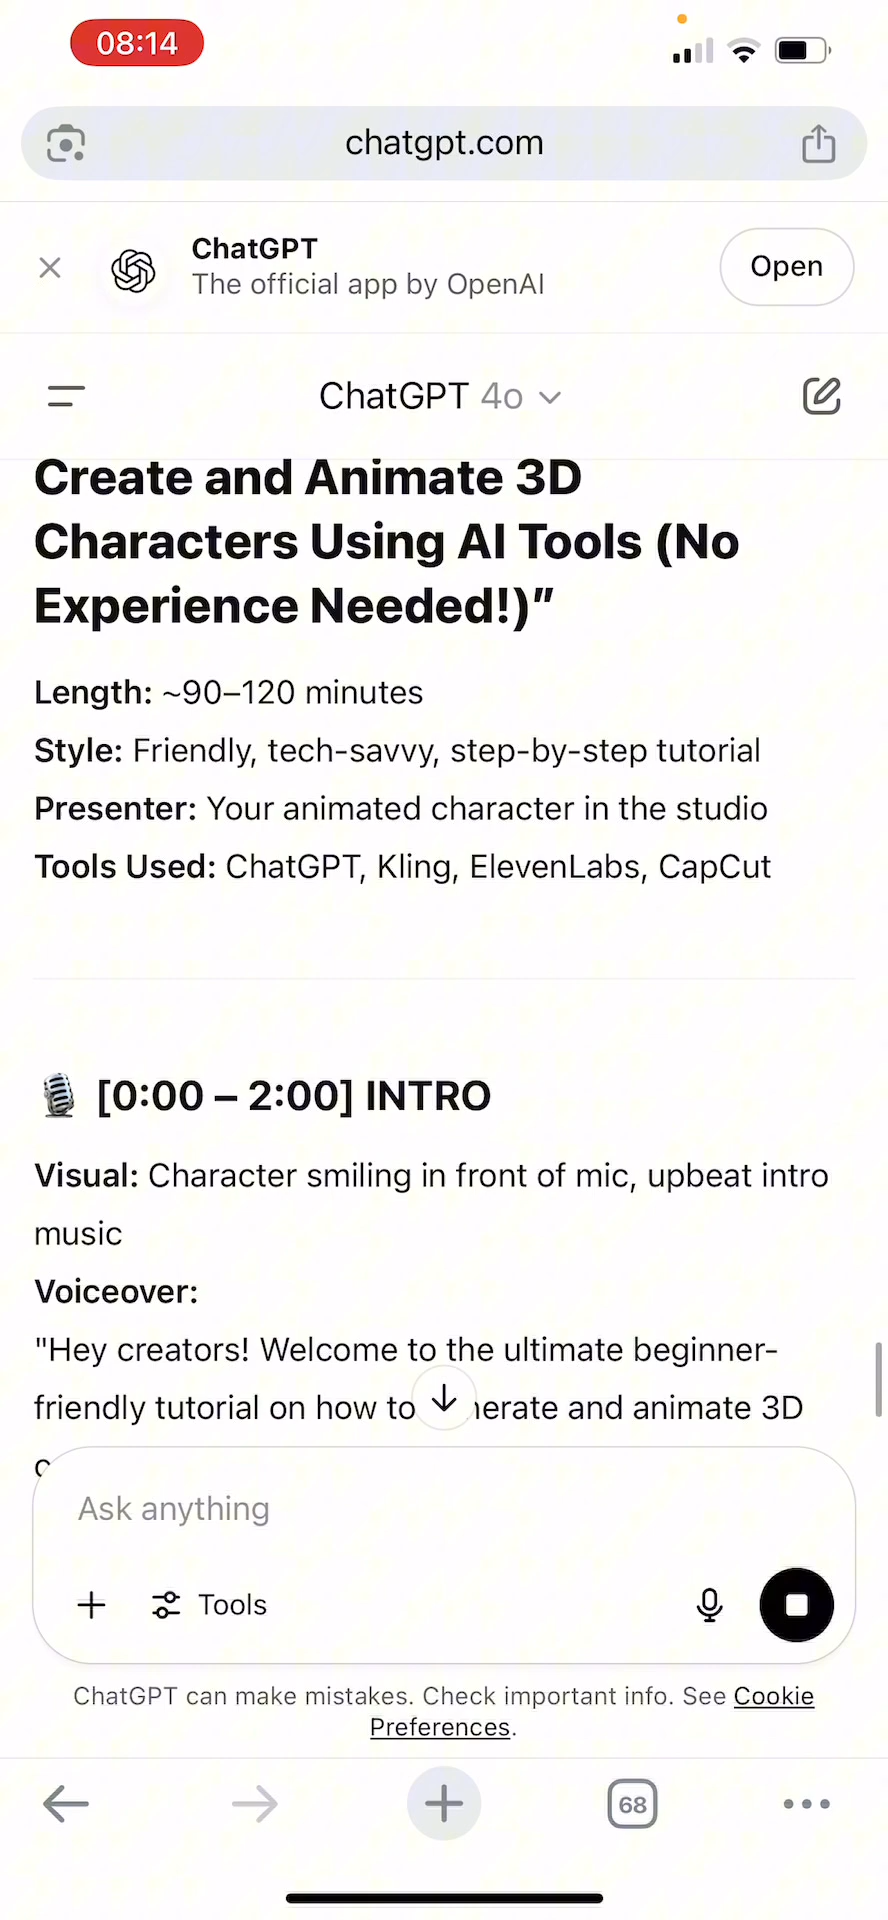 08:14
chatgpt.com
ChatGPT
The official app by OpenAI
Open
ChatGPT 4o
Create and Animate 3D
Characters Using AI Tools (No
Experience Needed!)”
Length: ~90–120 minutes
Style: Friendly, tech-savvy, step-by-step tutorial
Presenter: Your animated character in the studio
Tools Used: ChatGPT, Kling, ElevenLabs, CapCut
🎙️ [0:00 – 2:00] INTRO
Visual: Character smiling in front of mic, upbeat intro
music
Voiceover:
"Hey creators! Welcome to the ultimate beginner-
friendly tutorial on how to and animate 3D
Ask anything
Tools
ChatGPT can make mistakes. Check important info. See Cookie
Preferences.
68